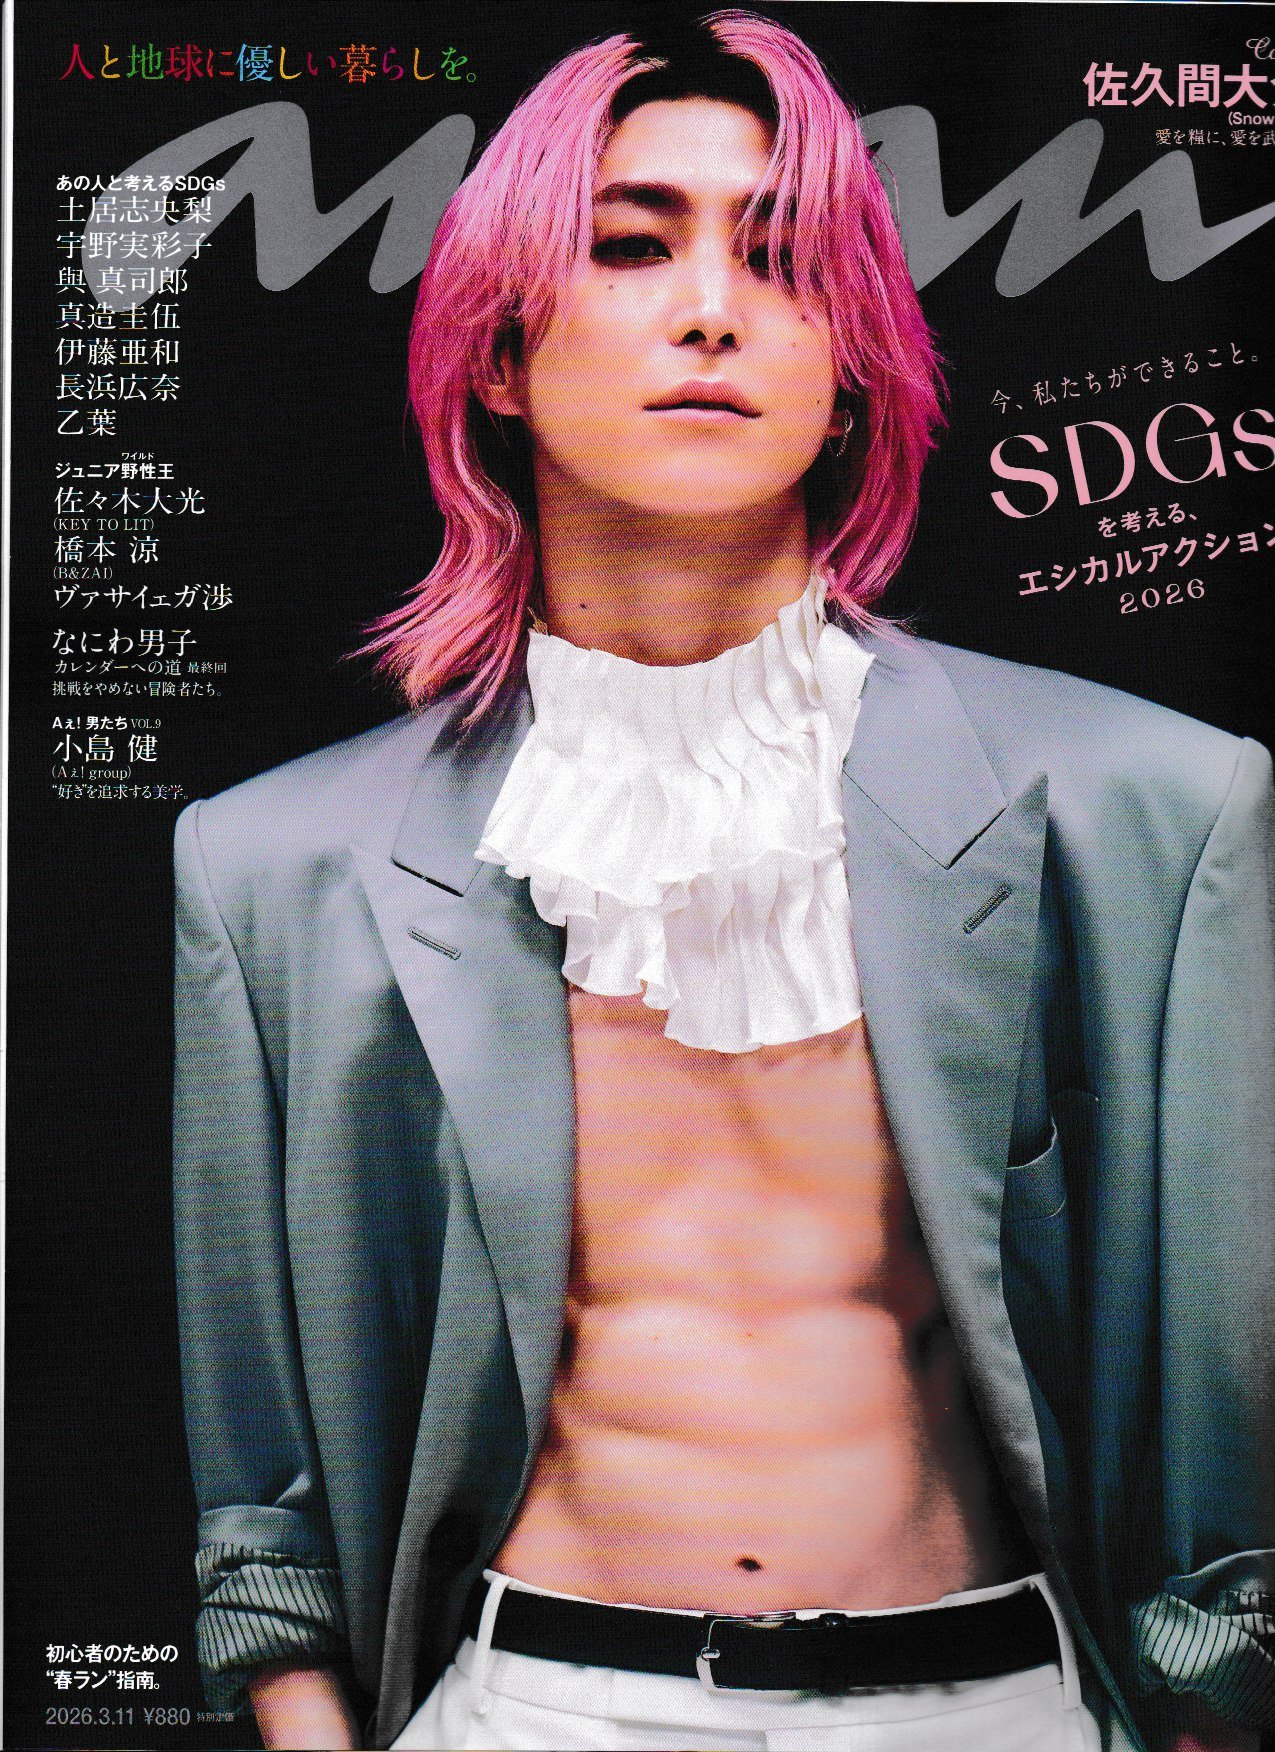 人と地球に優しい暮らしを。
anan
佐久間大
(Snow
愛を糧に、愛を武
あの人と考えるSDGs
土居志央梨
宇野実彩子
與 真司郎
真造圭伍
伊藤亜和
長浜広奈
乙葉
ワイルド
ジュニア野性王
佐々木大光
(KEY TO LIT)
橋本 涼
(B&ZAI)
ヴァサイェガ渉
なにわ男子
カレンダーへの道 最終回
挑戦をやめない冒険者たち。
Aぇ! 男たち VOL.9
小島 健
(Aぇ! group)
“好き”を追求する美学。
今、私たちができること。
SDGs
を考える、
エシカルアクション
2026
初心者のための
“春ラン”指南。
2026.3.11 ¥880 特別定価